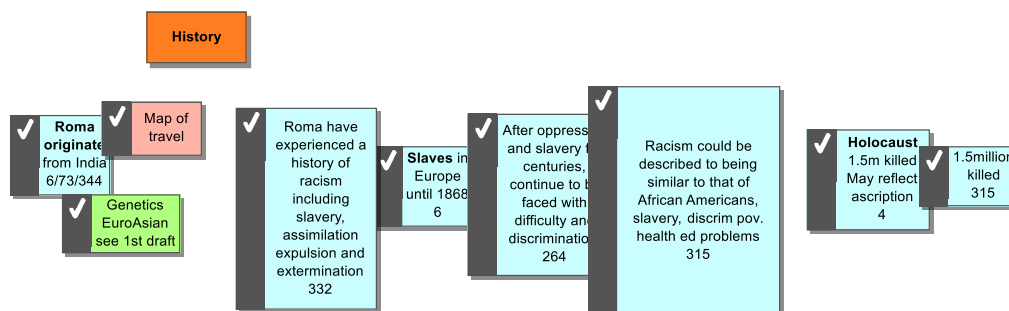 History
Roma
originate
from India
6/73/344
Map of
travel
Genetics
EuroAsian
see 1st draft
Roma have
experienced a
history of
racism
including
slavery,
assimilation
expulsion and
extermination
332
Slaves in
Europe
until 1868
6
After oppress
and slavery f
centuries,
continue to b
faced with
difficulty an
discriminatio
264
Racism could be
described to being
similar to that of
African Americans,
slavery, discrim pov.
health ed problems
315
Holocaust
1.5m killed
May reflect
ascription
4
1.5million
killed
315